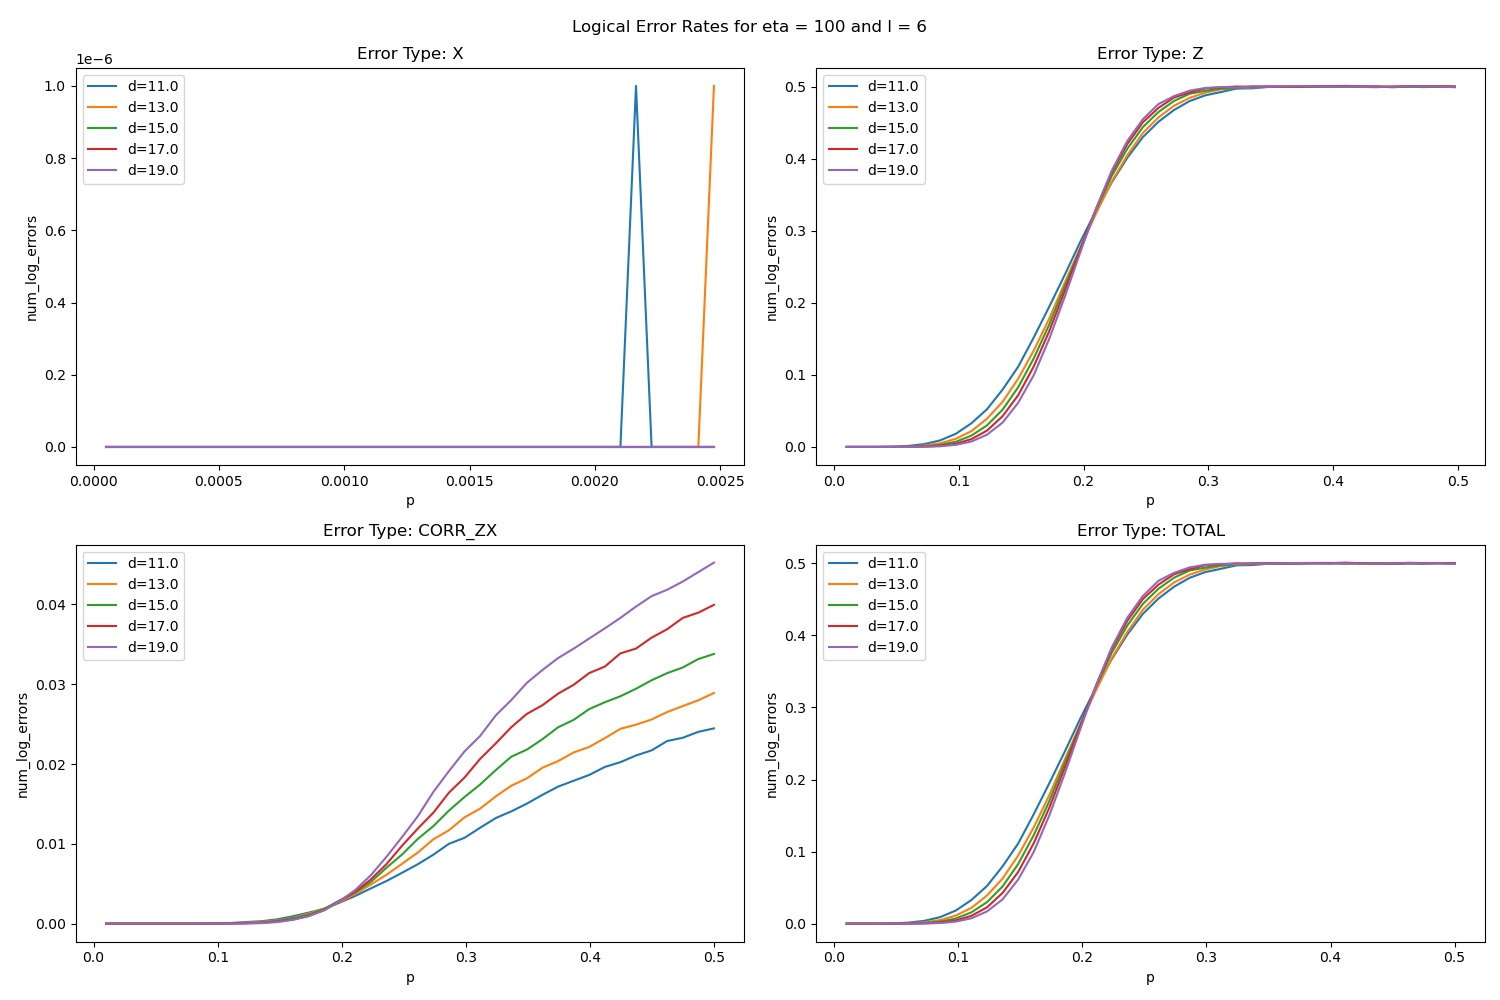 Logical Error Rates for eta = 100 and l = 6
Error Type: X
1e−6
1.0
0.8
0.6
0.4
0.2
0.0
num_log_errors
d=11.0
d=13.0
d=15.0
d=17.0
d=19.0
0.0000 0.0005 0.0010 0.0015 0.0020 0.0025
p
Error Type: Z
0.5
0.4
0.3
0.2
0.1
0.0
num_log_errors
d=11.0
d=13.0
d=15.0
d=17.0
d=19.0
0.0 0.1 0.2 0.3 0.4 0.5
p
Error Type: CORR_ZX
0.04
0.03
0.02
0.01
0.00
num_log_errors
d=11.0
d=13.0
d=15.0
d=17.0
d=19.0
0.0 0.1 0.2 0.3 0.4 0.5
p
Error Type: TOTAL
0.5
0.4
0.3
0.2
0.1
0.0
num_log_errors
d=11.0
d=13.0
d=15.0
d=17.0
d=19.0
0.0 0.1 0.2 0.3 0.4 0.5
p